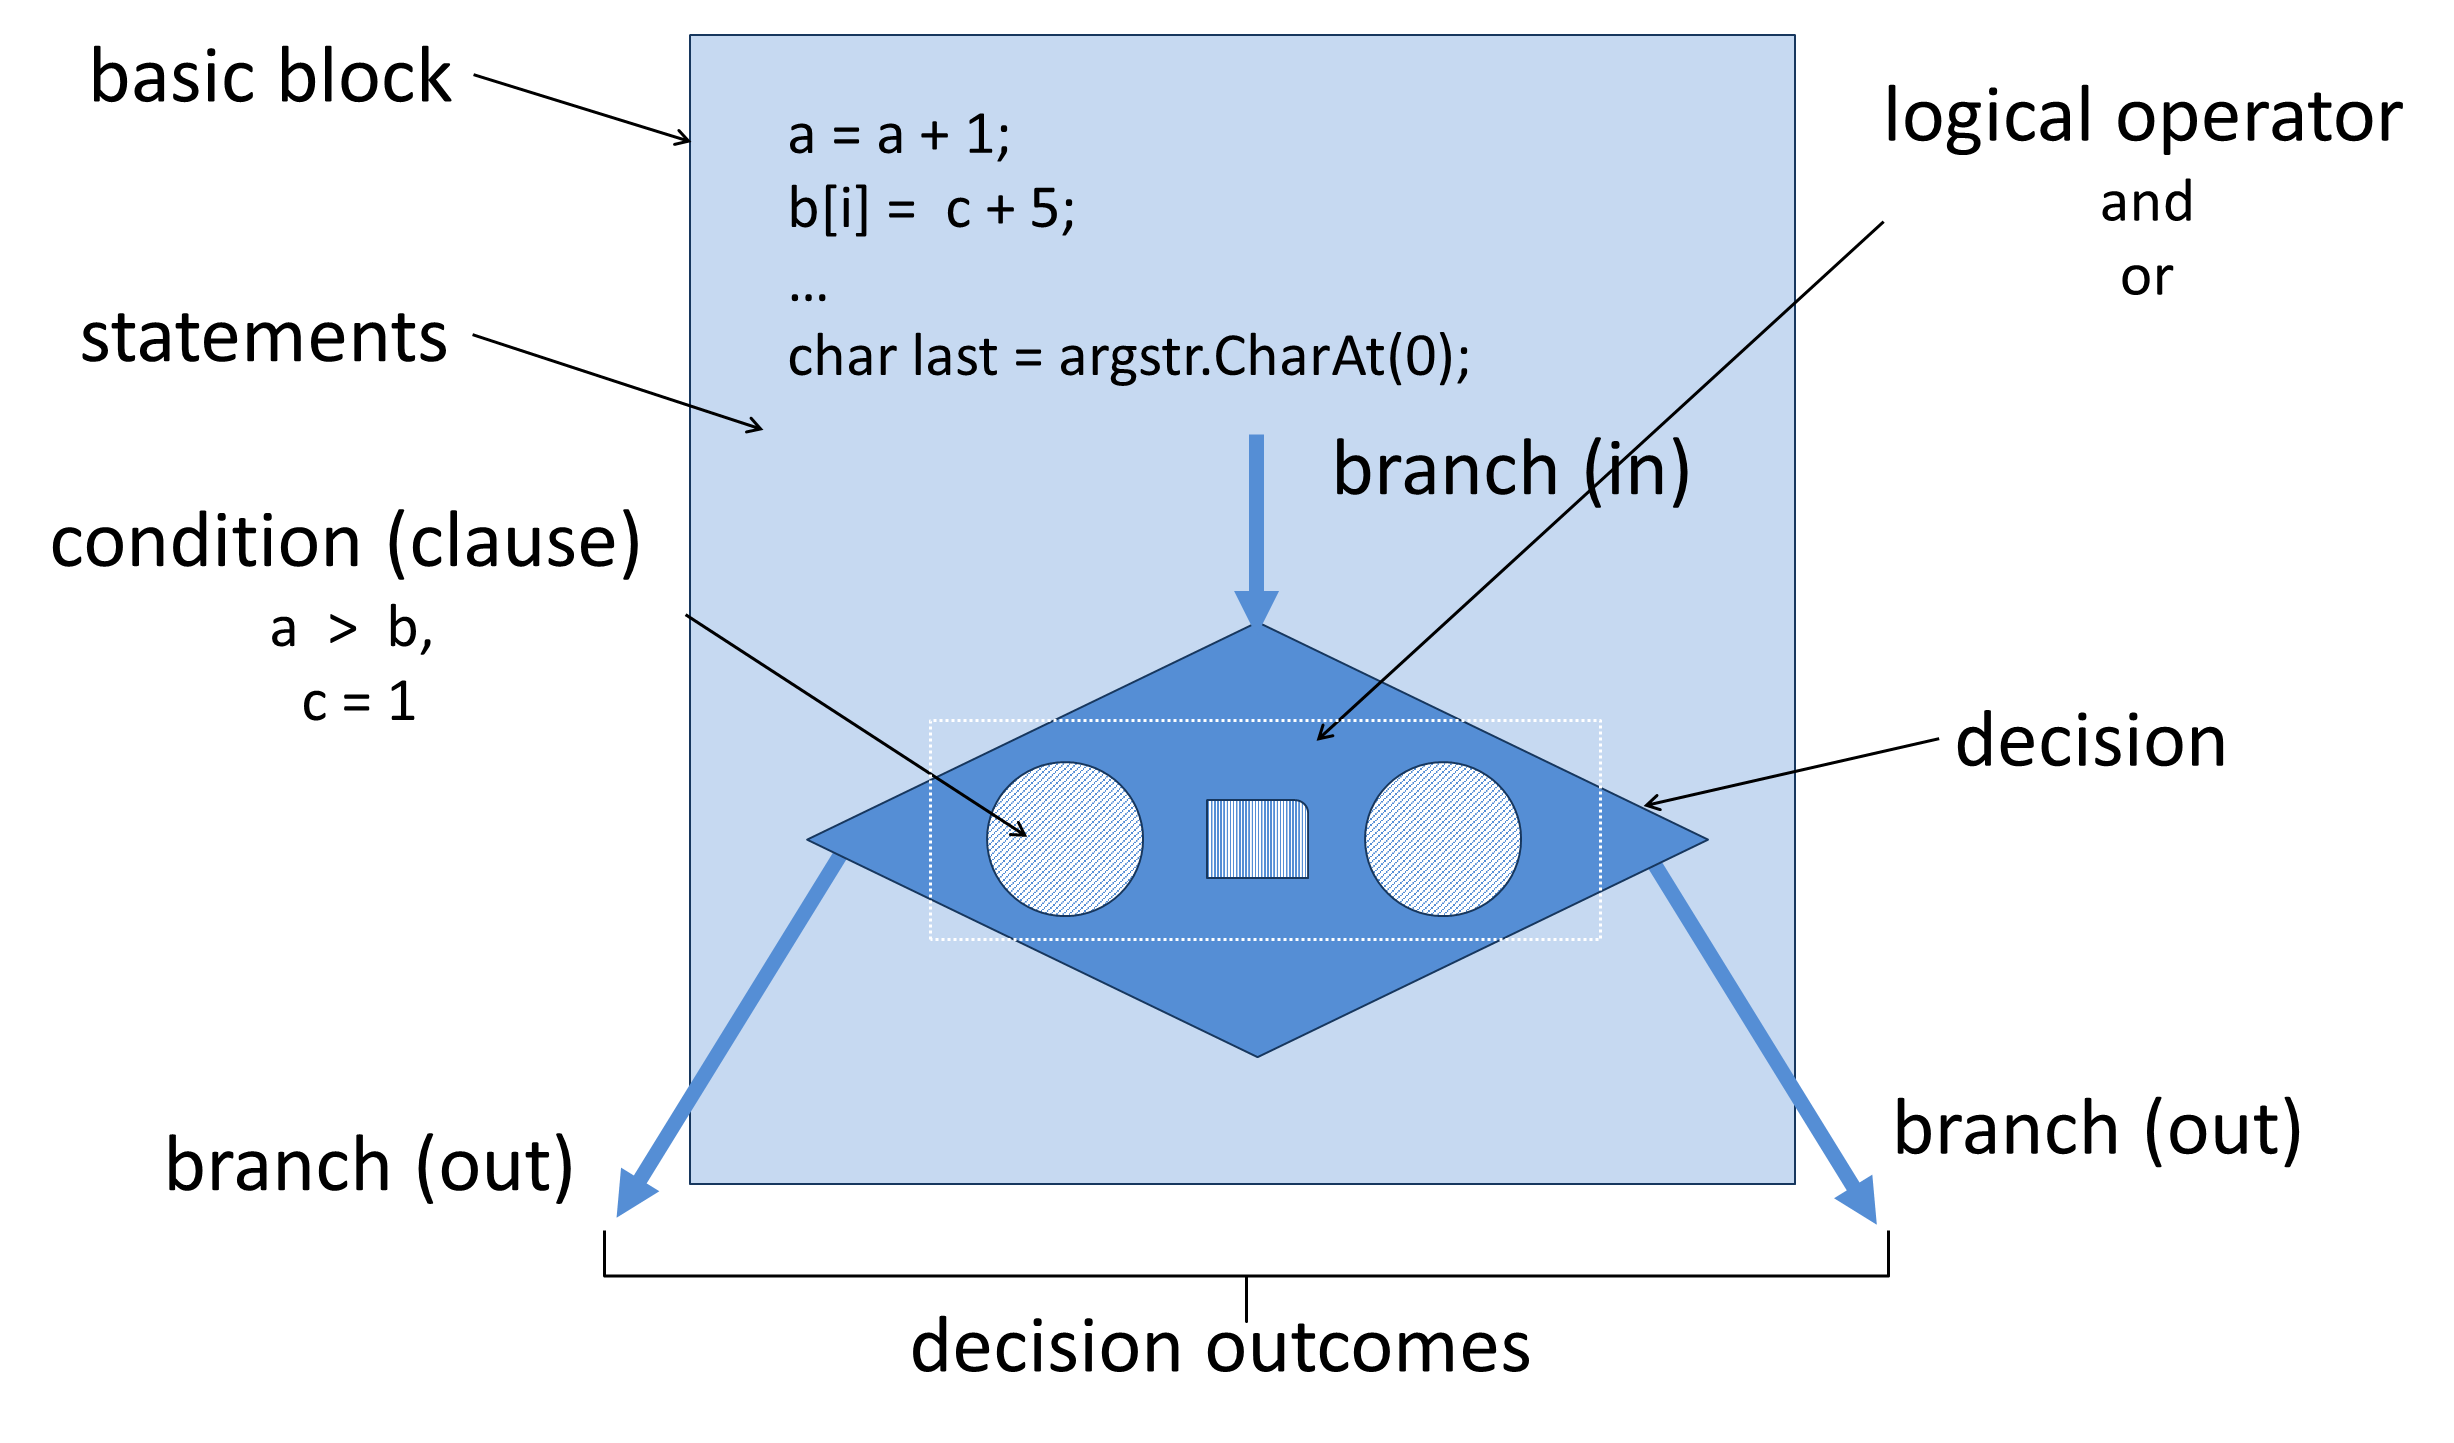 basic block
a = a + 1;
b[i] =  c + 5;
...
char last = argstr.CharAt(0);
logical operator
and
or
statements
branch (in)
condition (clause)
a  >  b,
c = 1
decision
branch (out)
branch (out)
decision outcomes